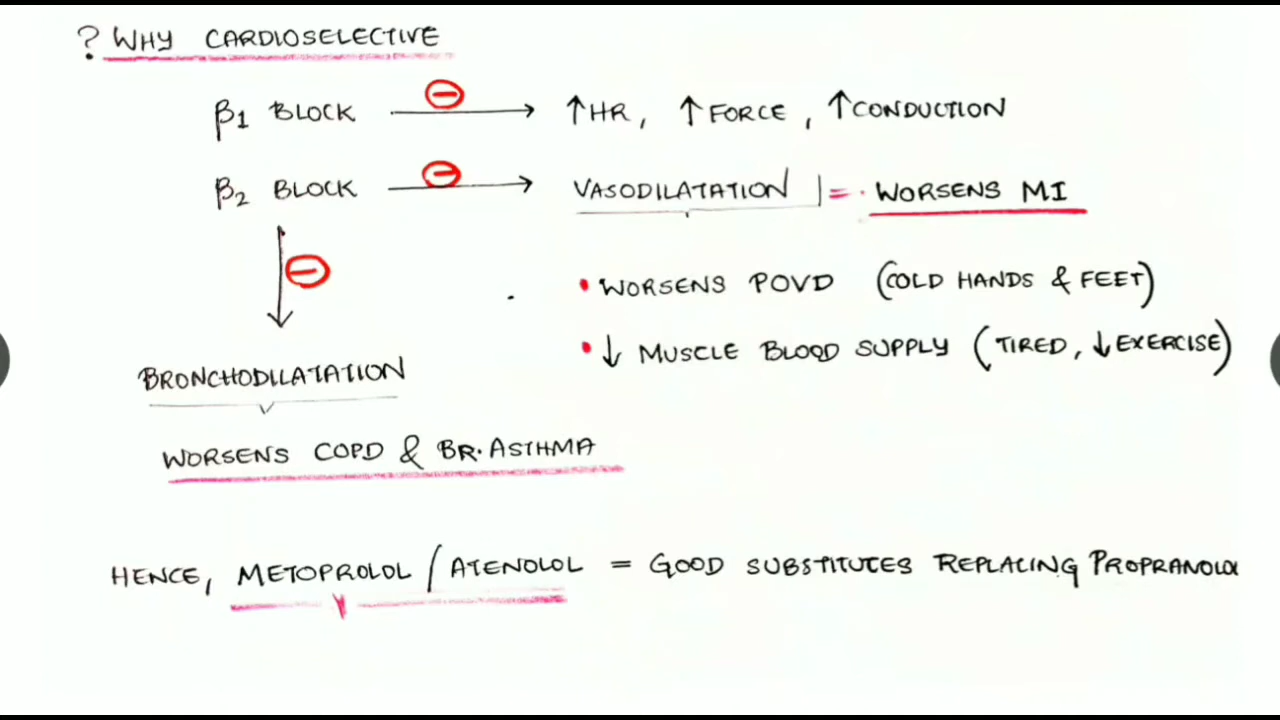 ? WHY CARDIOSELECTIVE
β1 BLOCK ⊖→ ↑HR, ↑FORCE, ↑CONDUCTION
β2 BLOCK ⊖→ VASODILATATION = WORSENS MI
⊖
• WORSENS POVD (COLD HANDS & FEET)
• ↓ MUSCLE BLOOD SUPPLY (TIRED, ↓EXERCISE)
BRONCHODILATATION
WORSENS COPD & BR. ASTHMA
HENCE, METOPROLOL / ATENOLOL = GOOD SUBSTITUTES REPLACING PROPRANOLOL